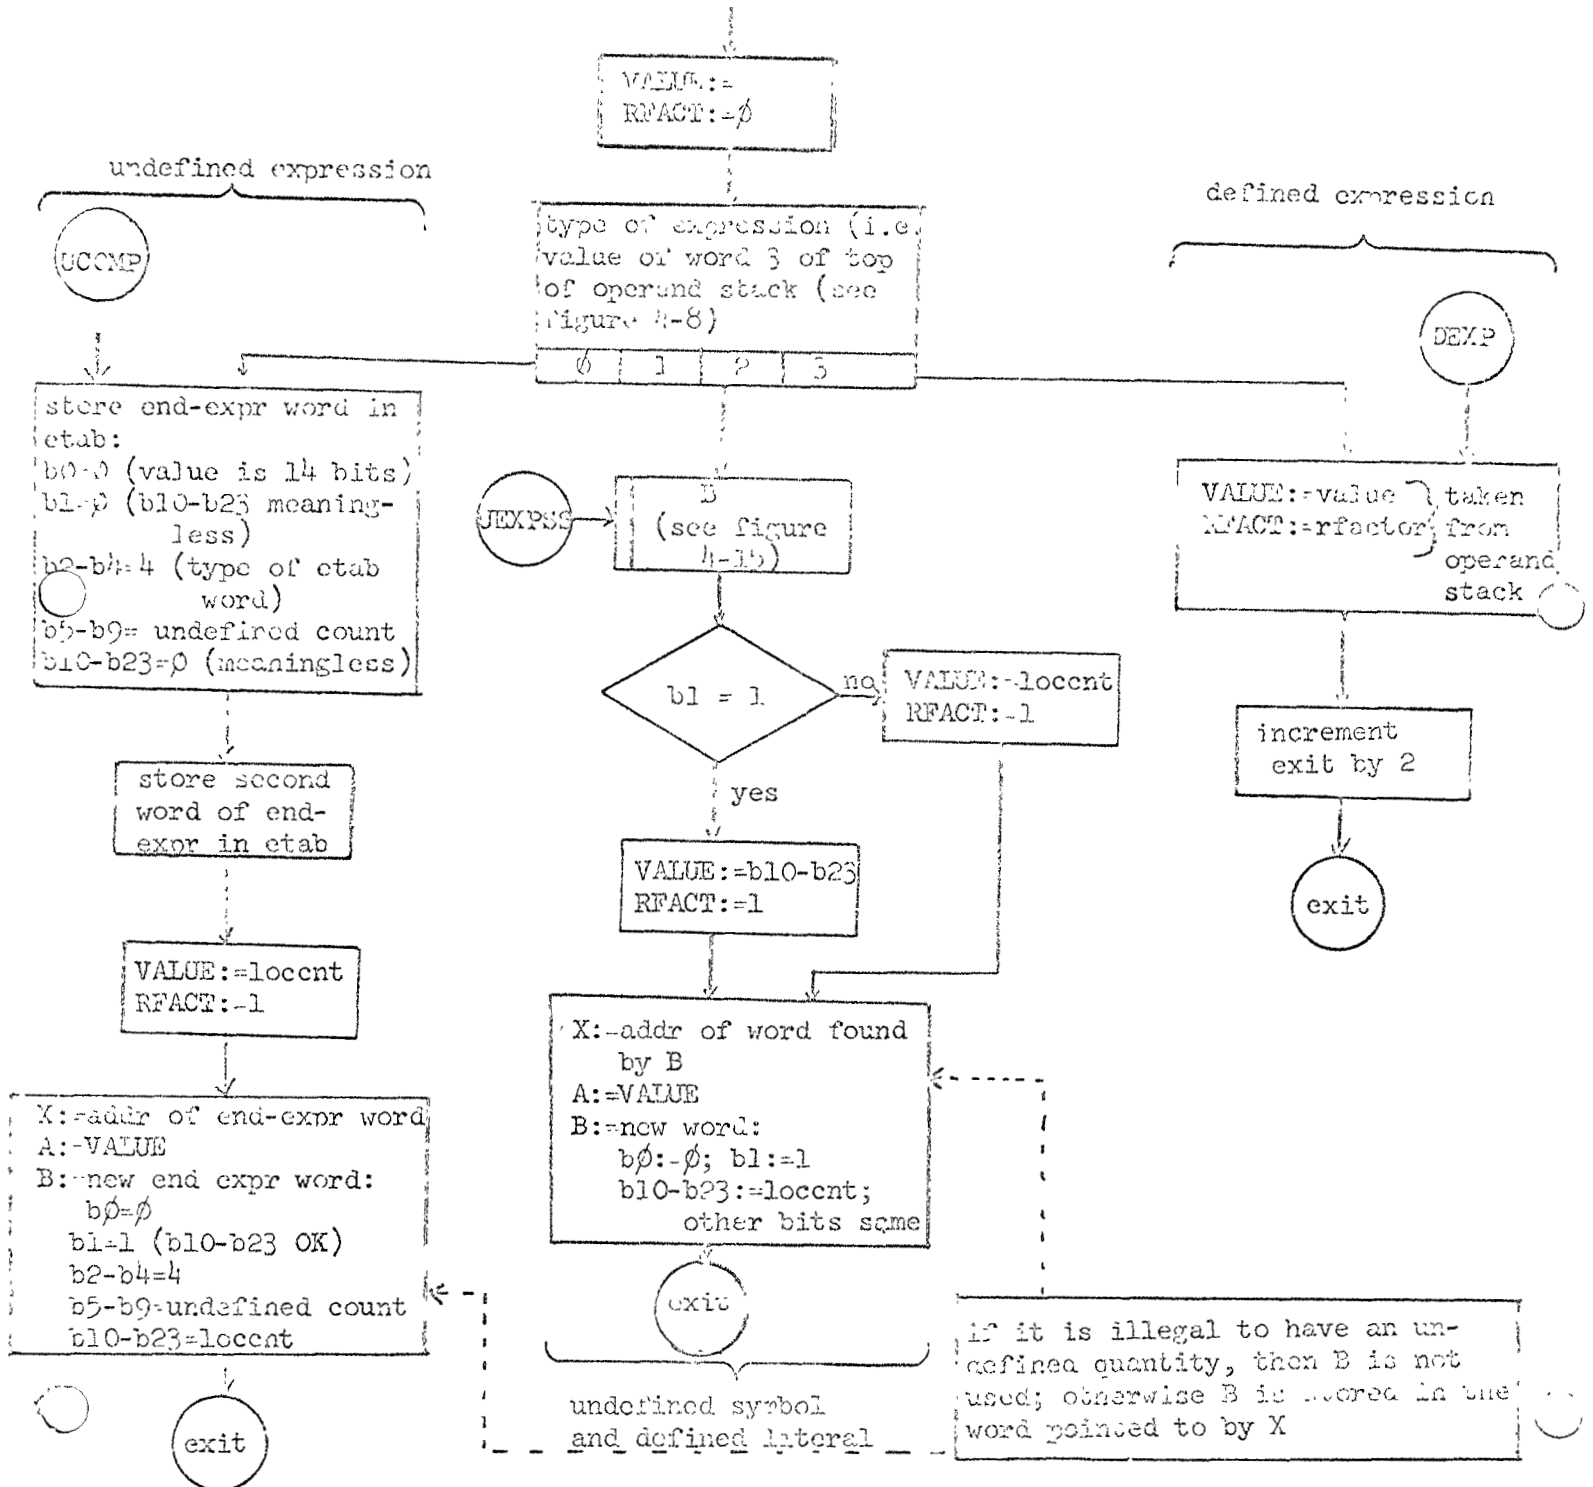 VALUE:=
RFACT:=Ø
undefined expression
defined expression
UCOMP
type of expression (i.e.
value of word 3 of top
of operand stack (see
figure 4-8)
Ø 1 2 3
DEXP
store end-expr word in
etab:
b0=0 (value is 14 bits)
b1=Ø (b10-b23 meaning-
less)
b2-b4=4 (type of etab
word)
b5-b9= undefined count
b10-b23=Ø (meaningless)
UEXPSS
B
(see figure
4-15)
VALUE:=value
RFACT:=rfactor
taken
from
operand
stack
b1 = 1
no
VALUE:=loccnt
RFACT:=1
increment
exit by 2
yes
store second
word of end-
expr in etab
VALUE:=b10-b23
RFACT:=1
exit
VALUE:=loccnt
RFACT:=1
X:=addr of word found
by B
A:=VALUE
B:=new word:
bØ:=Ø; b1:=1
b10-b23:=loccnt;
other bits same
X:=addr of end-expr word
A:=VALUE
B:=new end expr word:
bØ=Ø
b1=1 (b10-b23 OK)
b2-b4=4
b5-b9=undefined count
b10-b23=loccnt
exit
if it is illegal to have an un-
defined quantity, then B is not
used; otherwise B is stored in the
word pointed to by X
undefined symbol
and defined literal
exit